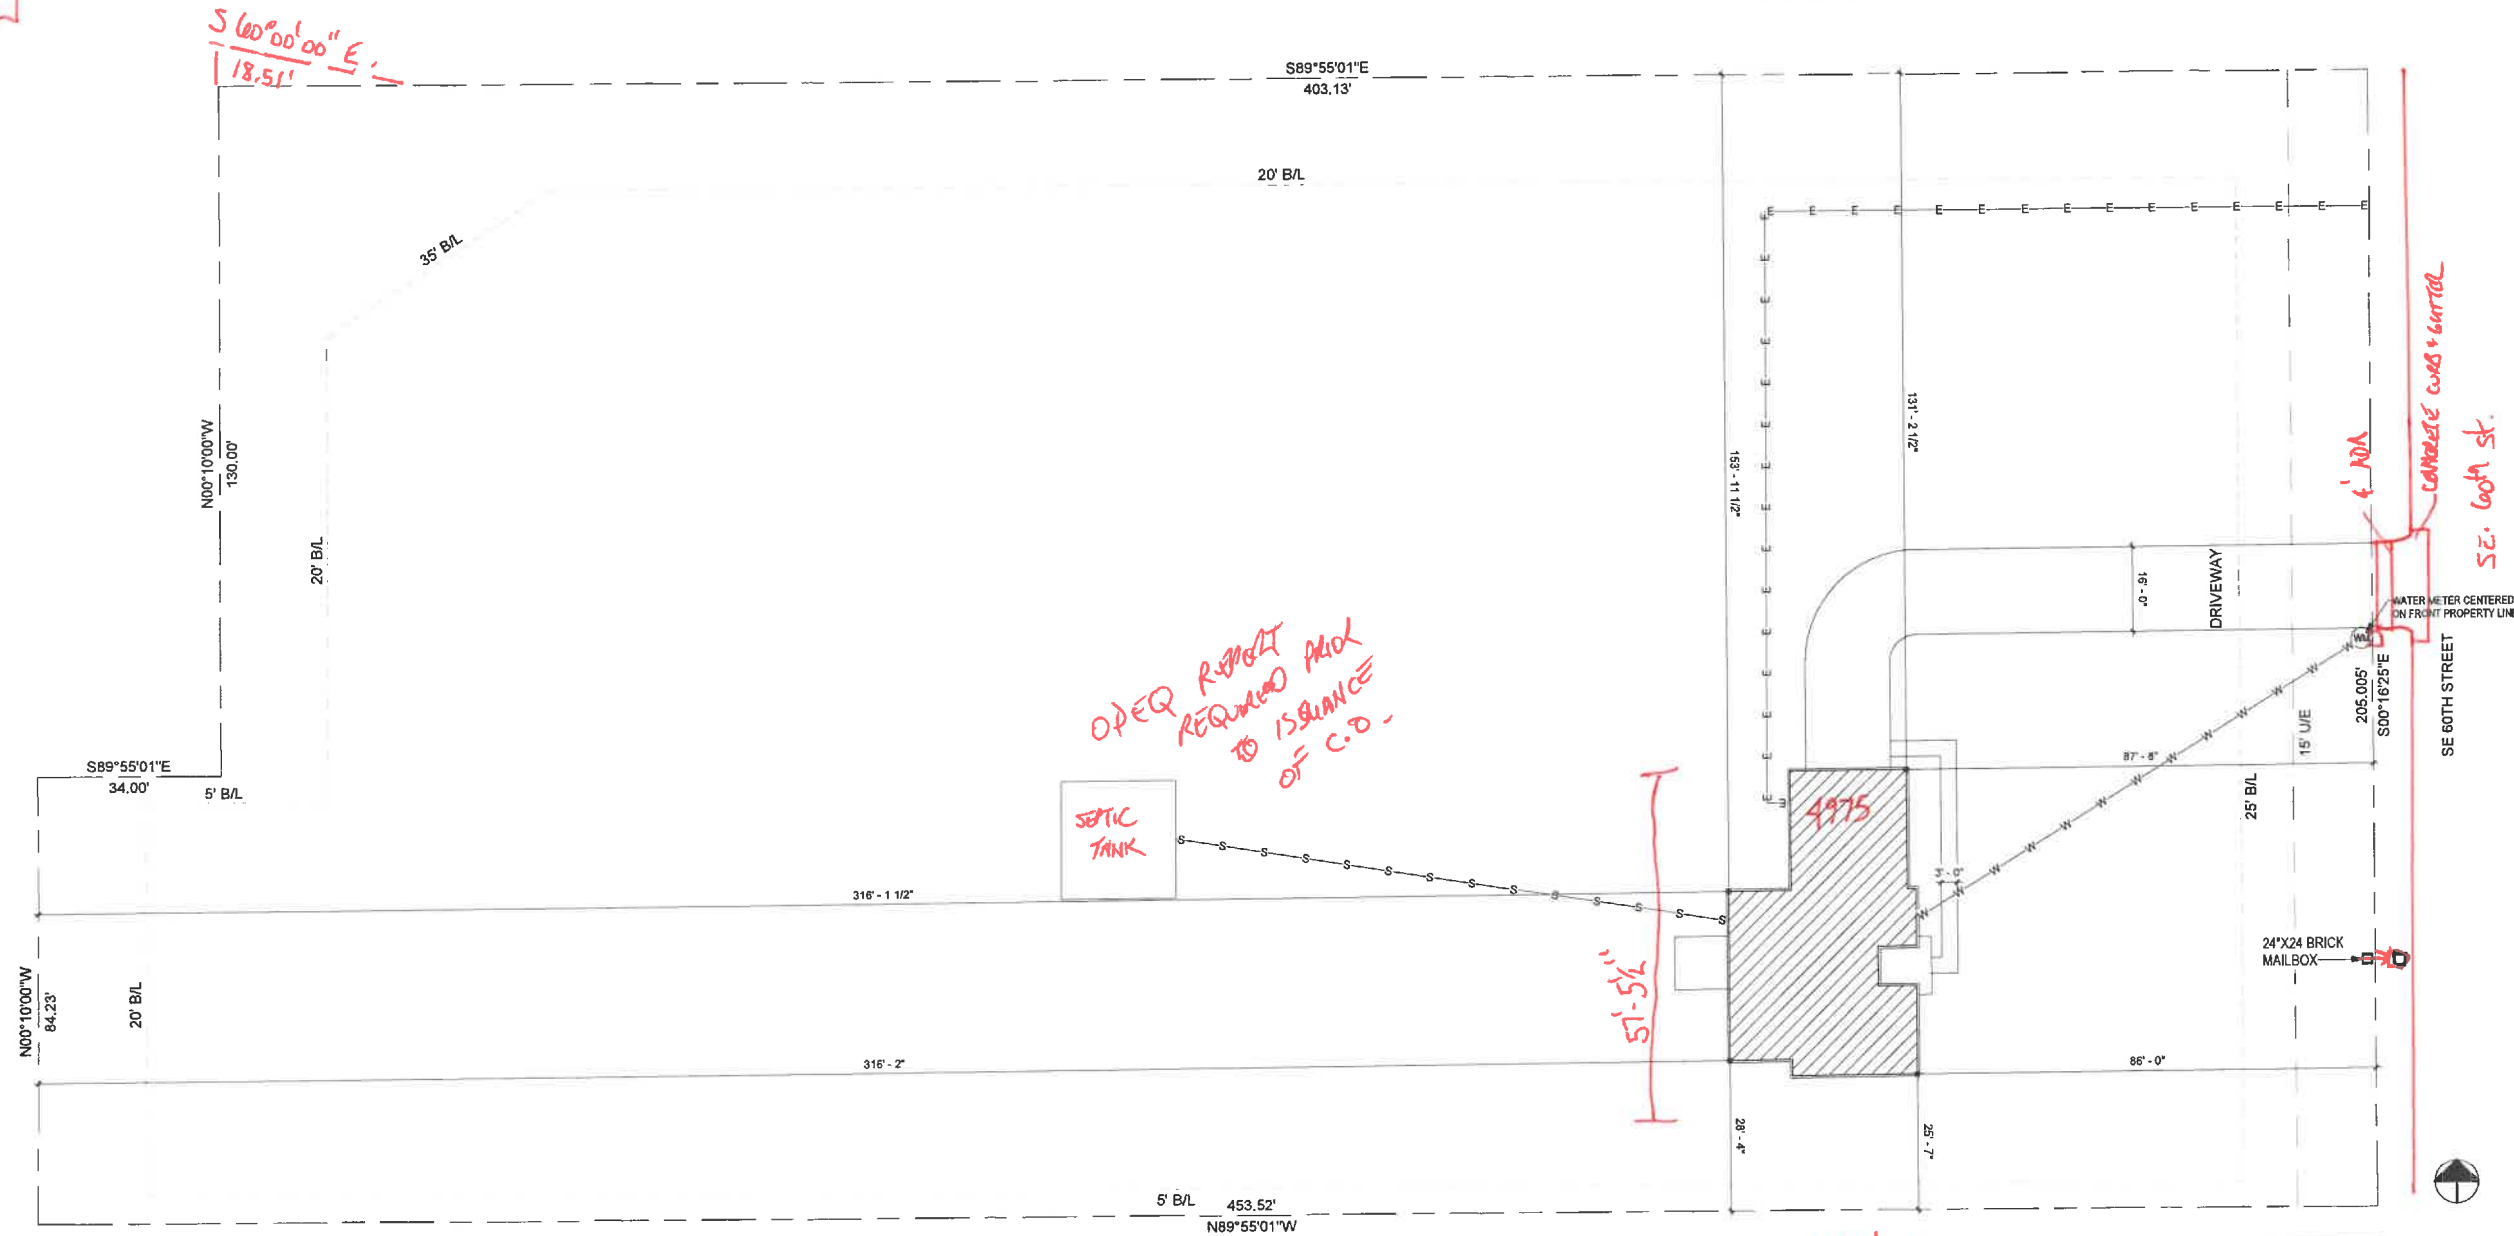 S 60°00'00" E.
18.51'
S89°55'01"E
403.13'
20' B/L
35' B/L
E E E E E E E E E E E E E E E
E E E E E E E E E E E E E E E
N00°10'00"W
130.00'
20' B/L
131' - 2 1/2"
153' - 11 1/2"
4' ADA
CONCRETE CURB & GUTTER
SE. 60th St.
16' - 0"
DRIVEWAY
WATER METER CENTERED
ON FRONT PROPERTY LINE
WM
205.005'
S00°16'25"E
SE 60TH STREET
15' U/E
25' B/L
87' - 6"
W W W W W W W W W W W W W
ODEQ REPORT
REQUIRED PRIOR
TO ISSUANCE
OF C.O.
S89°55'01"E
34.00'
5' B/L
SEPTIC
TANK
S S S S S S S S S S S S S S
4975
3' - 0"
316' - 1 1/2"
57'-5 1/2"
24"X24 BRICK
MAILBOX
N00°10'00"W
84.23'
20' B/L
316' - 2"
86' - 0"
28' - 4"
25' - 7"
5' B/L
453.52'
N89°55'01"W